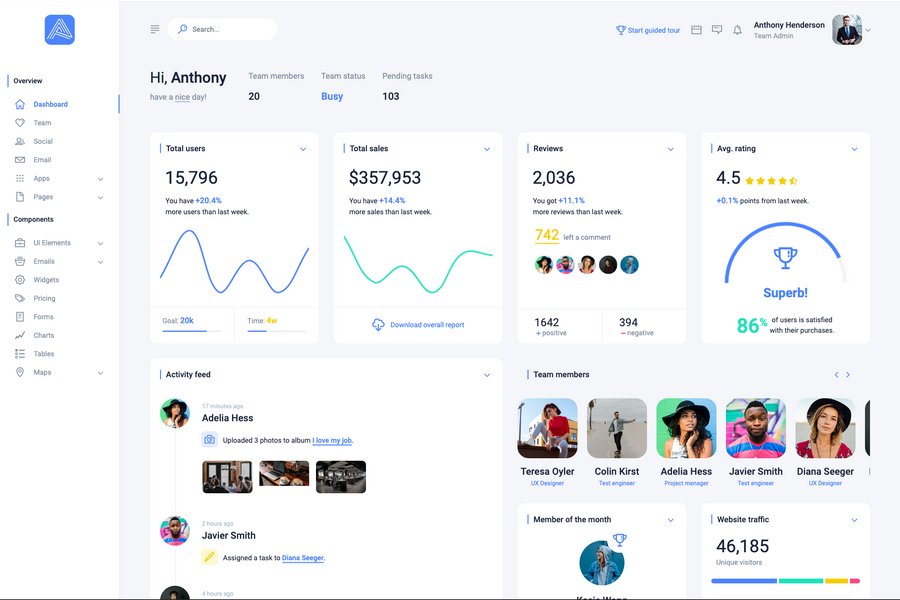 Search...
Start guided tour
Anthony Henderson
Team Admin
Overview
Dashboard
Team
Social
Email
Apps
Pages
Components
UI Elements
Emails
Widgets
Pricing
Forms
Charts
Tables
Maps
Hi, Anthony
have a nice day!
Team members
20
Team status
Busy
Pending tasks
103
Total users
15,796
You have +20.4%
more users than last week.
Goal: 20k
Time: 4w
Total sales
$357,953
You have +14.4%
more sales than last week.
Download overall report
Reviews
2,036
You got +11.1%
more reviews than last week.
742 left a comment
1642
+ positive
394
− negative
Avg. rating
4.5
+0.1% points from last week.
Superb!
86% of users is satisfied
with their purchases.
Activity feed
17 minutes ago
Adelia Hess
Uploaded 3 photos to album I love my job.
2 hours ago
Javier Smith
Assigned a task to Diana Seeger.
4 hours ago
Team members
Teresa Oyler
UX Designer
Colin Kirst
Test engineer
Adelia Hess
Project menager
Javier Smith
Test engineer
Diana Seeger
UX Designer
Member of the month
Website traffic
46,185
Unique visitors